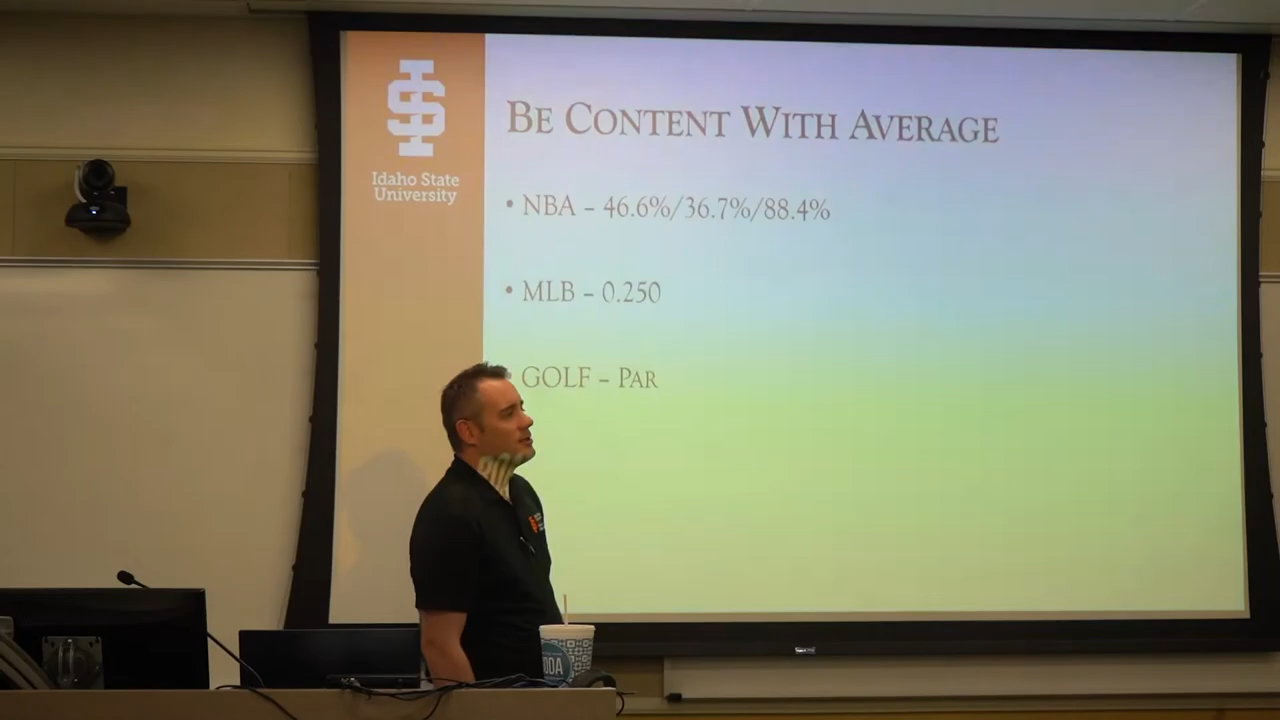 Idaho State
University
BE CONTENT WITH AVERAGE
• NBA – 46.6%/36.7%/88.4%
• MLB – 0.250
• GOLF – PAR